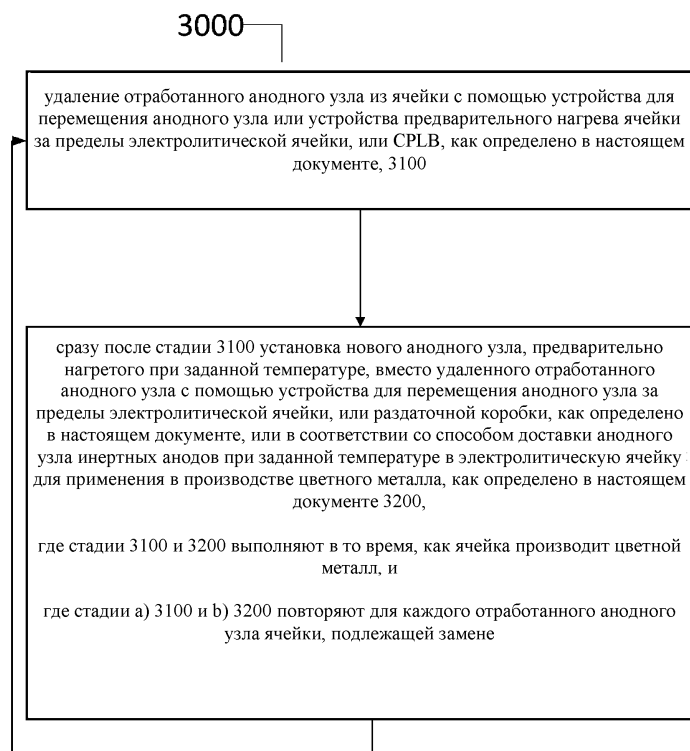 3000
удаление отработанного анодного узла из ячейки с помощью устройства для
перемещения анодного узла или устройства предварительного нагрева ячейки
за пределы электролитической ячейки, или CPLB, как определено в настоящем
документе, 3100
сразу после стадии 3100 установка нового анодного узла, предварительно
нагретого при заданной температуре, вместо удаленного отработанного
анодного узла с помощью устройства для перемещения анодного узла за
пределы электролитической ячейки, или раздаточной коробки, как определено
в настоящем документе, или в соответствии со способом доставки анодного
узла инертных анодов при заданной температуре в электролитическую ячейку
для применения в производстве цветного металла, как определено в настоящем
документе 3200,
где стадии 3100 и 3200 выполняют в то время, как ячейка производит цветной
металл, и
где стадии a) 3100 и b) 3200 повторяют для каждого отработанного анодного
узла ячейки, подлежащей замене